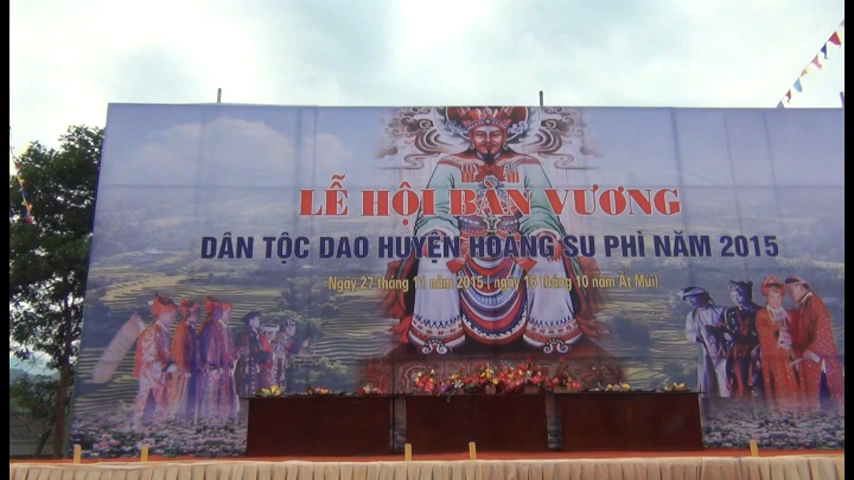 LỄ HỘI BÀN VƯƠNG
DÂN TỘC DAO HUYỆN HOÀNG SU PHÌ NĂM 2015
Ngày 27 tháng 11 năm 2015 ( ngày 16 tháng 10 năm Ất Mùi)